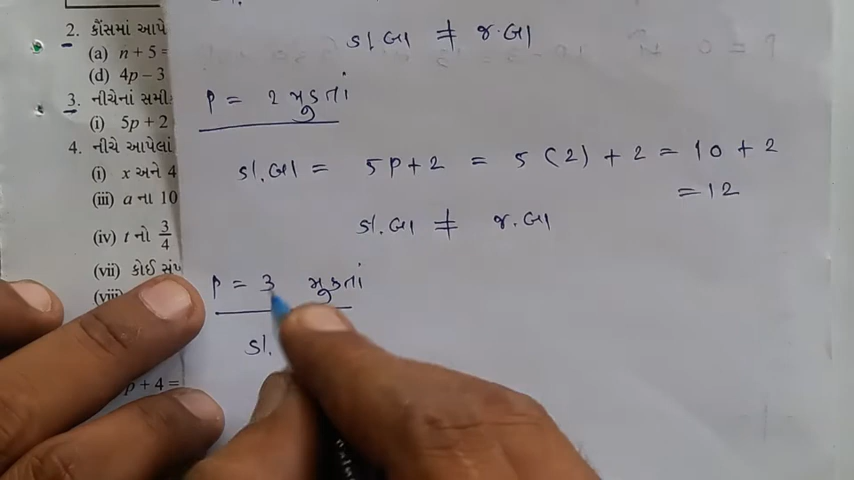 2. કૌંસમાં આપે
(a) n + 5 =
(d) 4p – 3
3. નીચેનાં સમી
(i) 5p + 2
4. નીચે આપેલાં
(i) x અને 4
(iii) a ના 10
(iv) t નો 3/4
(vii) કોઈ સંખ
(viii)
p + 4 =
ડા.બા ≠ જ.બા
P = 2 મુકતાં
ડા.બા = 5P+2 = 5(2)+2 = 10+2
=12
ડા.બા ≠ જ.બા
P = 3 મુકતાં
ડા.